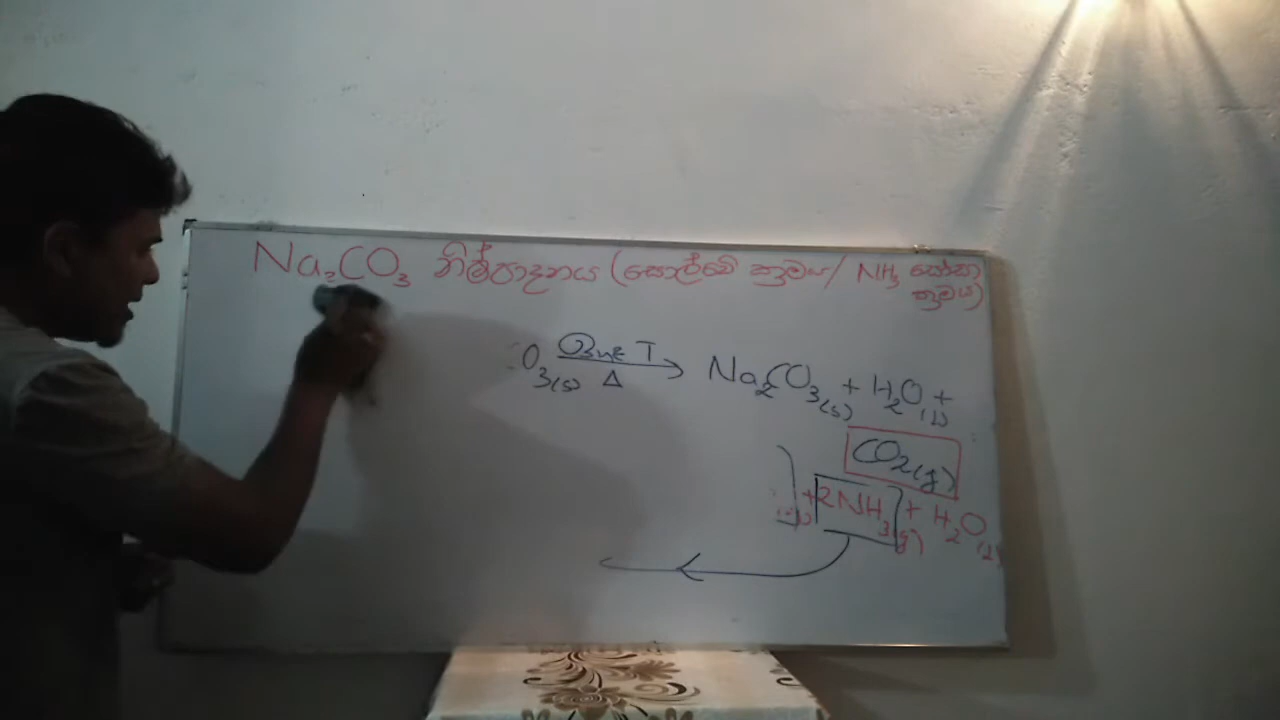 Na₂CO₃ නිෂ්පාදනය (සොල්වේ ක්‍රමය / NH₃ සෝඩා
ක්‍රමය)
O₃(s) Δ → Na₂CO₃(s) + H₂O(l) +
CO₂(g)
+ 2NH₃(g) + H₂O(l)